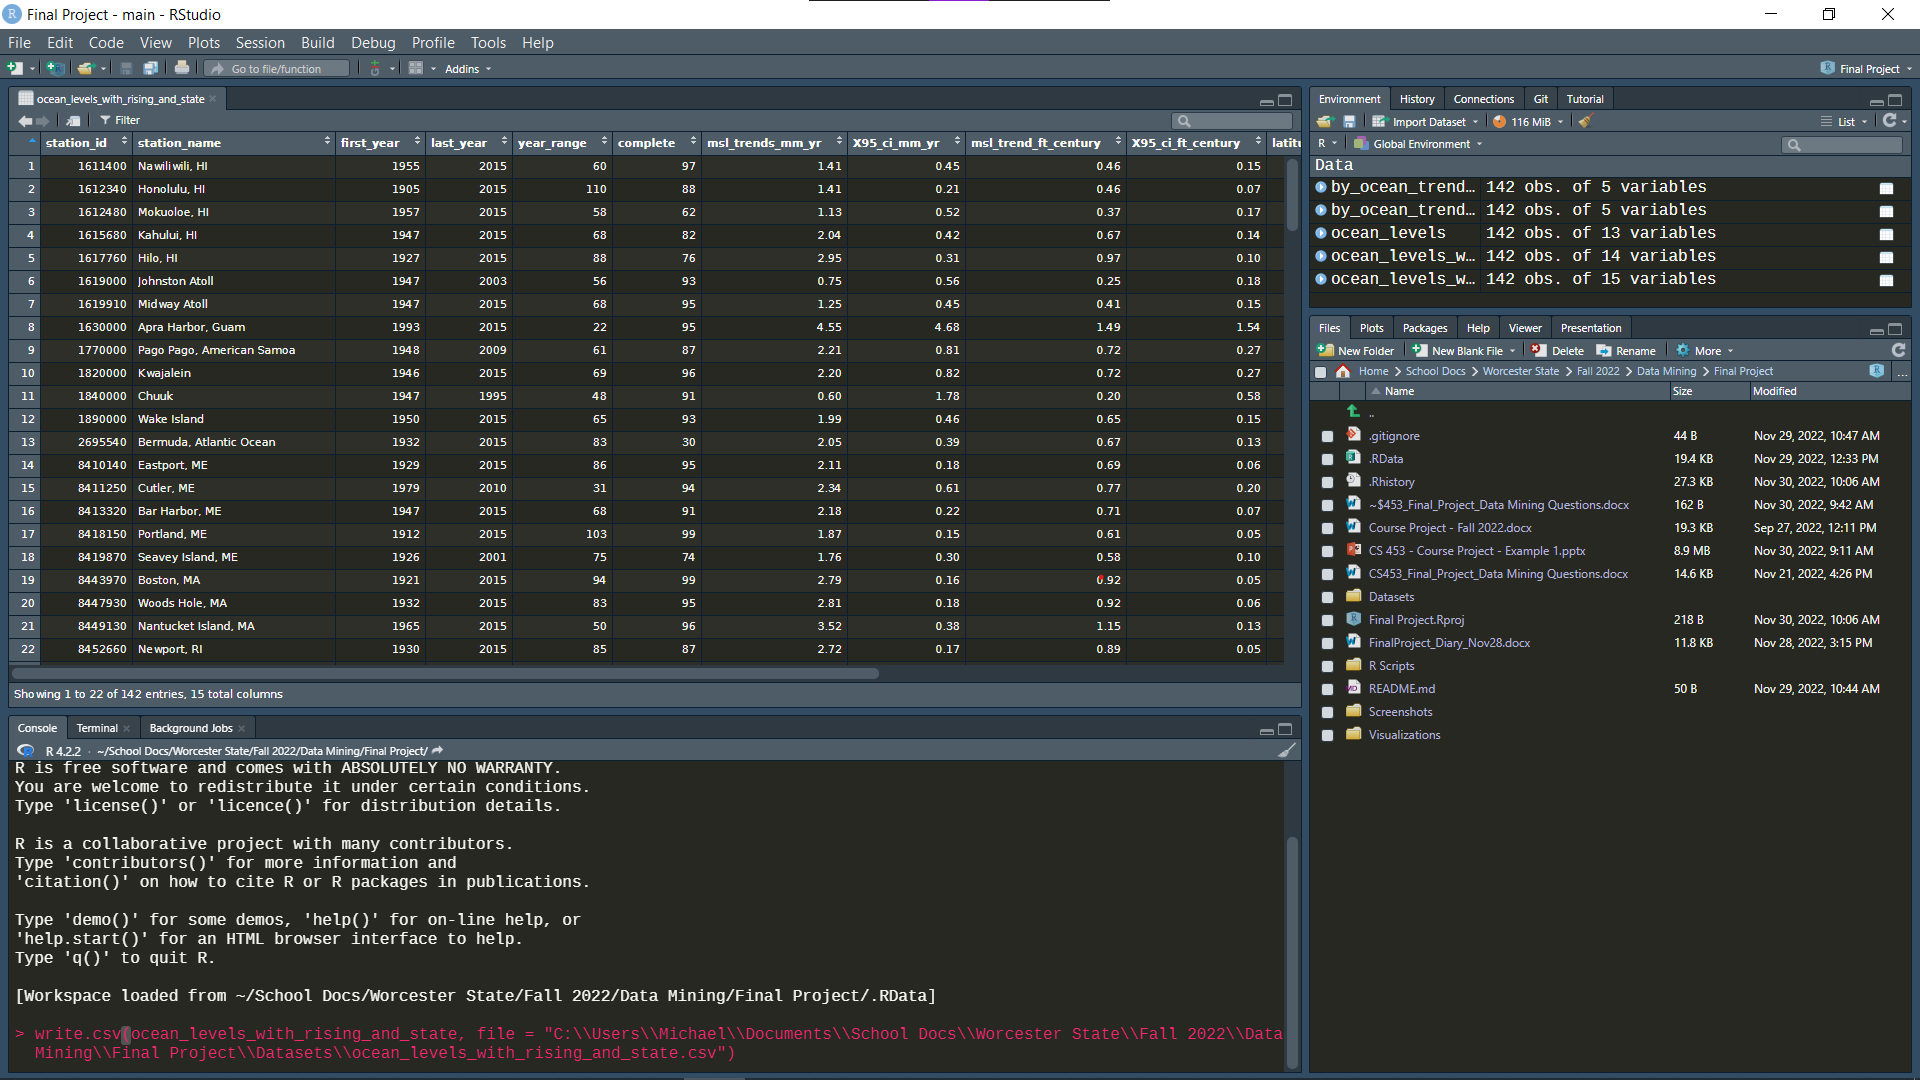 Final Project - main - RStudio
File Edit Code View Plots Session Build Debug Profile Tools Help
Go to file/function Addins Final Project
ocean_levels_with_rising_and_state
Filter
station_id station_name first_year last_year year_range complete msl_trends_mm_yr X95_ci_mm_yr msl_trend_ft_century X95_ci_ft_century latitu
1 1611400 Nawiliwili, HI 1955 2015 60 97 1.41 0.45 0.46 0.15
2 1612340 Honolulu, HI 1905 2015 110 88 1.41 0.21 0.46 0.07
3 1612480 Mokuoloe, HI 1957 2015 58 62 1.13 0.52 0.37 0.17
4 1615680 Kahului, HI 1947 2015 68 82 2.04 0.42 0.67 0.14
5 1617760 Hilo, HI 1927 2015 88 76 2.95 0.31 0.97 0.10
6 1619000 Johnston Atoll 1947 2003 56 93 0.75 0.56 0.25 0.18
7 1619910 Midway Atoll 1947 2015 68 95 1.25 0.45 0.41 0.15
8 1630000 Apra Harbor, Guam 1993 2015 22 95 4.55 4.68 1.49 1.54
9 1770000 Pago Pago, American Samoa 1948 2009 61 87 2.21 0.81 0.72 0.27
10 1820000 Kwajalein 1946 2015 69 96 2.20 0.82 0.72 0.27
11 1840000 Chuuk 1947 1995 48 91 0.60 1.78 0.20 0.58
12 1890000 Wake Island 1950 2015 65 93 1.99 0.46 0.65 0.15
13 2695540 Bermuda, Atlantic Ocean 1932 2015 83 30 2.05 0.39 0.67 0.13
14 8410140 Eastport, ME 1929 2015 86 95 2.11 0.18 0.69 0.06
15 8411250 Cutler, ME 1979 2010 31 94 2.34 0.61 0.77 0.20
16 8413320 Bar Harbor, ME 1947 2015 68 91 2.18 0.22 0.71 0.07
17 8418150 Portland, ME 1912 2015 103 99 1.87 0.15 0.61 0.05
18 8419870 Seavey Island, ME 1926 2001 75 74 1.76 0.30 0.58 0.10
19 8443970 Boston, MA 1921 2015 94 99 2.79 0.16 0.92 0.05
20 8447930 Woods Hole, MA 1932 2015 83 95 2.81 0.18 0.92 0.06
21 8449130 Nantucket Island, MA 1965 2015 50 96 3.52 0.38 1.15 0.13
22 8452660 Newport, RI 1930 2015 85 87 2.72 0.17 0.89 0.05
Showing 1 to 22 of 142 entries, 15 total columns
Console Terminal Background Jobs
R 4.2.2 · ~/School Docs/Worcester State/Fall 2022/Data Mining/Final Project/
R is free software and comes with ABSOLUTELY NO WARRANTY.
You are welcome to redistribute it under certain conditions.
Type 'license()' or 'licence()' for distribution details.
R is a collaborative project with many contributors.
Type 'contributors()' for more information and
'citation()' on how to cite R or R packages in publications.
Type 'demo()' for some demos, 'help()' for on-line help, or
'help.start()' for an HTML browser interface to help.
Type 'q()' to quit R.
[Workspace loaded from ~/School Docs/Worcester State/Fall 2022/Data Mining/Final Project/.RData]
> write.csv(ocean_levels_with_rising_and_state, file = "C:\\Users\\Michael\\Documents\\School Docs\\Worcester State\\Fall 2022\\Data
Mining\\Final Project\\Datasets\\ocean_levels_with_rising_and_state.csv")
Environment History Connections Git Tutorial
Import Dataset 116 MiB List
R Global Environment
Data
by_ocean_trend… 142 obs. of 5 variables
by_ocean_trend… 142 obs. of 5 variables
ocean_levels 142 obs. of 13 variables
ocean_levels_w… 142 obs. of 14 variables
ocean_levels_w… 142 obs. of 15 variables
Files Plots Packages Help Viewer Presentation
New Folder New Blank File Delete Rename More
Home School Docs Worcester State Fall 2022 Data Mining Final Project ...
Name Size Modified
..
.gitignore 44 B Nov 29, 2022, 10:47 AM
.RData 19.4 KB Nov 29, 2022, 12:33 PM
.Rhistory 27.3 KB Nov 30, 2022, 10:06 AM
~$453_Final_Project_Data Mining Questions.docx 162 B Nov 30, 2022, 9:42 AM
Course Project - Fall 2022.docx 19.3 KB Sep 27, 2022, 12:11 PM
CS 453 - Course Project - Example 1.pptx 8.9 MB Nov 30, 2022, 9:11 AM
CS453_Final_Project_Data Mining Questions.docx 14.6 KB Nov 21, 2022, 4:26 PM
Datasets
Final Project.Rproj 218 B Nov 30, 2022, 10:06 AM
FinalProject_Diary_Nov28.docx 11.8 KB Nov 28, 2022, 3:15 PM
R Scripts
README.md 50 B Nov 29, 2022, 10:44 AM
Screenshots
Visualizations